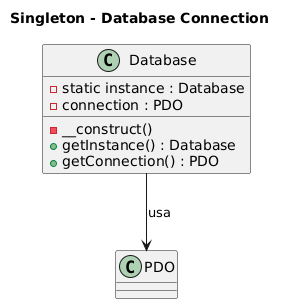 Singleton - Database Connection
C Database
static instance : Database
connection : PDO
__construct()
getInstance() : Database
getConnection() : PDO
usa
C PDO